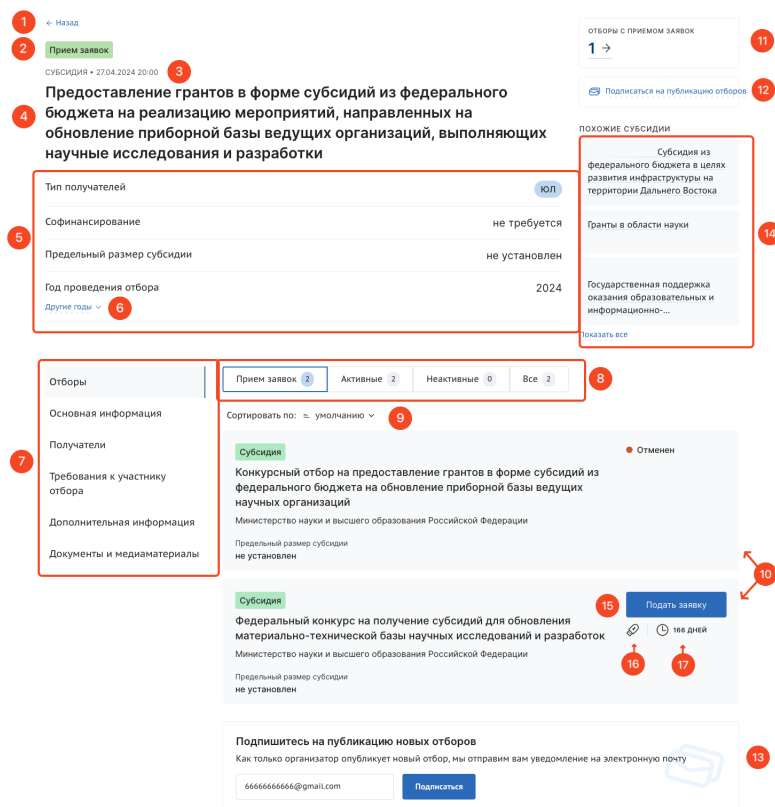 1
← Назад
2
Прием заявок
СУБСИДИЯ • 27.04.2024 20:00
3
4
Предоставление грантов в форме субсидий из федерального
бюджета на реализацию мероприятий, направленных на
обновление приборной базы ведущих организаций, выполняющих
научные исследования и разработки
5
Тип получателей
ЮЛ
Софинансирование
не требуется
Предельный размер субсидии
не установлен
Год проведения отбора
2024
Другие годы
6
ОТБОРЫ С ПРИЕМОМ ЗАЯВОК
1 →
11
Подписаться на публикацию отборов
12
ПОХОЖИЕ СУБСИДИИ
Субсидия из
федерального бюджета в целях
развития инфраструктуры на
территории Дальнего Востока
Гранты в области науки
14
Государственная поддержка
оказания образовательных и
информационно-...
Показать все
7
Отборы
Основная информация
Получатели
Требования к участнику
отбора
Дополнительная информация
Документы и медиаматериалы
Прием заявок 2
Активные 2
Неактивные 0
Все 2
8
Сортировать по: умолчанию
9
Субсидия
Отменен
Конкурсный отбор на предоставление грантов в форме субсидий из
федерального бюджета на обновление приборной базы ведущих
научных организаций
Министерство науки и высшего образования Российской Федерации
Предельный размер субсидии
не установлен
10
Субсидия
15
Подать заявку
Федеральный конкурс на получение субсидий для обновления
материально-технической базы научных исследований и разработок
166 ДНЕЙ
Министерство науки и высшего образования Российской Федерации
16
17
Предельный размер субсидии
не установлен
Подпишитесь на публикацию новых отборов
Как только организатор опубликует новый отбор, мы отправим вам уведомление на электронную почту
13
66666666666@gmail.com
Подписаться